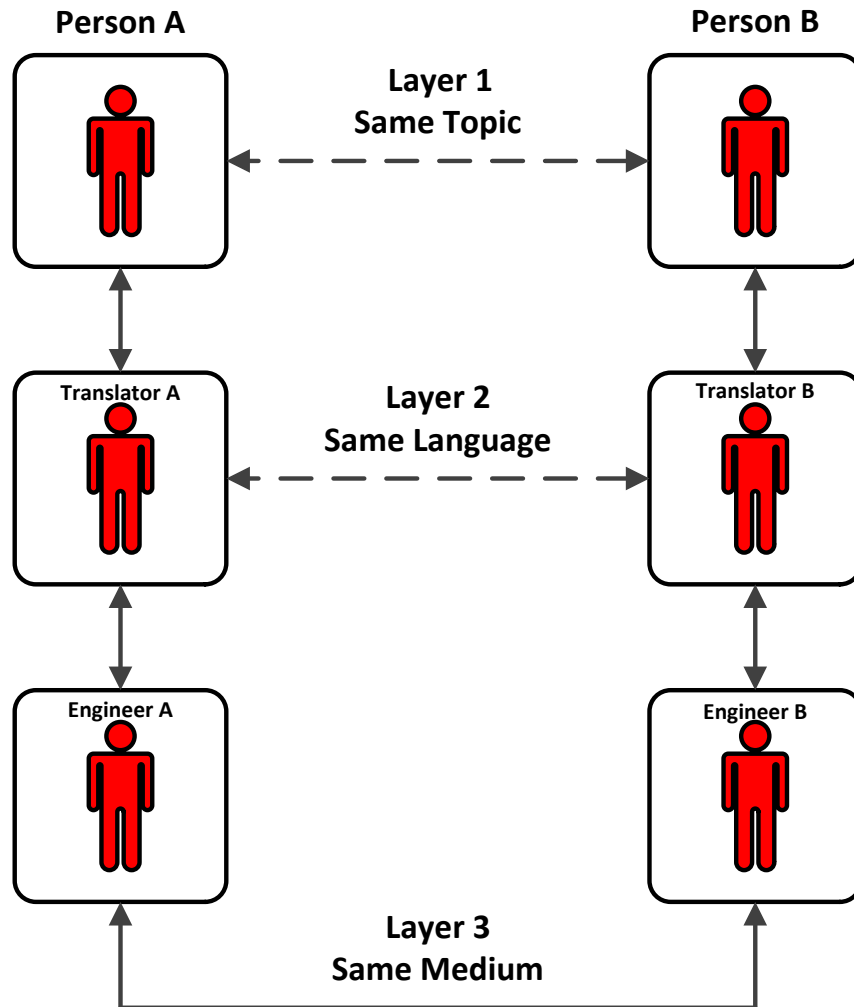 Person A
Person B
Layer 1
Same Topic
Translator A
Layer 2
Same Language
Translator B
Engineer A
Engineer B
Layer 3
Same Medium